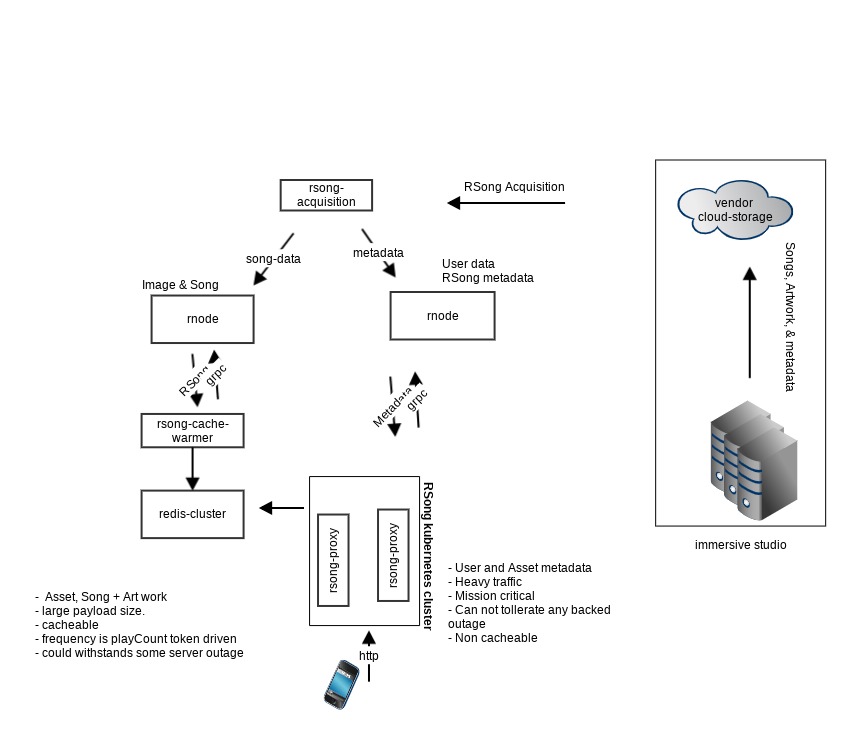 rsong-
acquisition
RSong Acquisition
vendor
cloud-storage
song-data
metadata
User data
RSong metadata
Image & Song
rnode
rnode
Songs, Artwork, & metadata
RSong
grpc
Metadata
grpc
rsong-cache-
warmer
redis-cluster
rsong-proxy
rsong-proxy
RSong kubernetes cluster
immersive studio
- User and Asset metadata
- Heavy traffic
- Mission critical
- Can not tollerate any backed
outage
- Non cacheable
- Asset, Song + Art work
- large payload size.
- cacheable
- frequency is playCount token driven
- could withstands some server outage
http